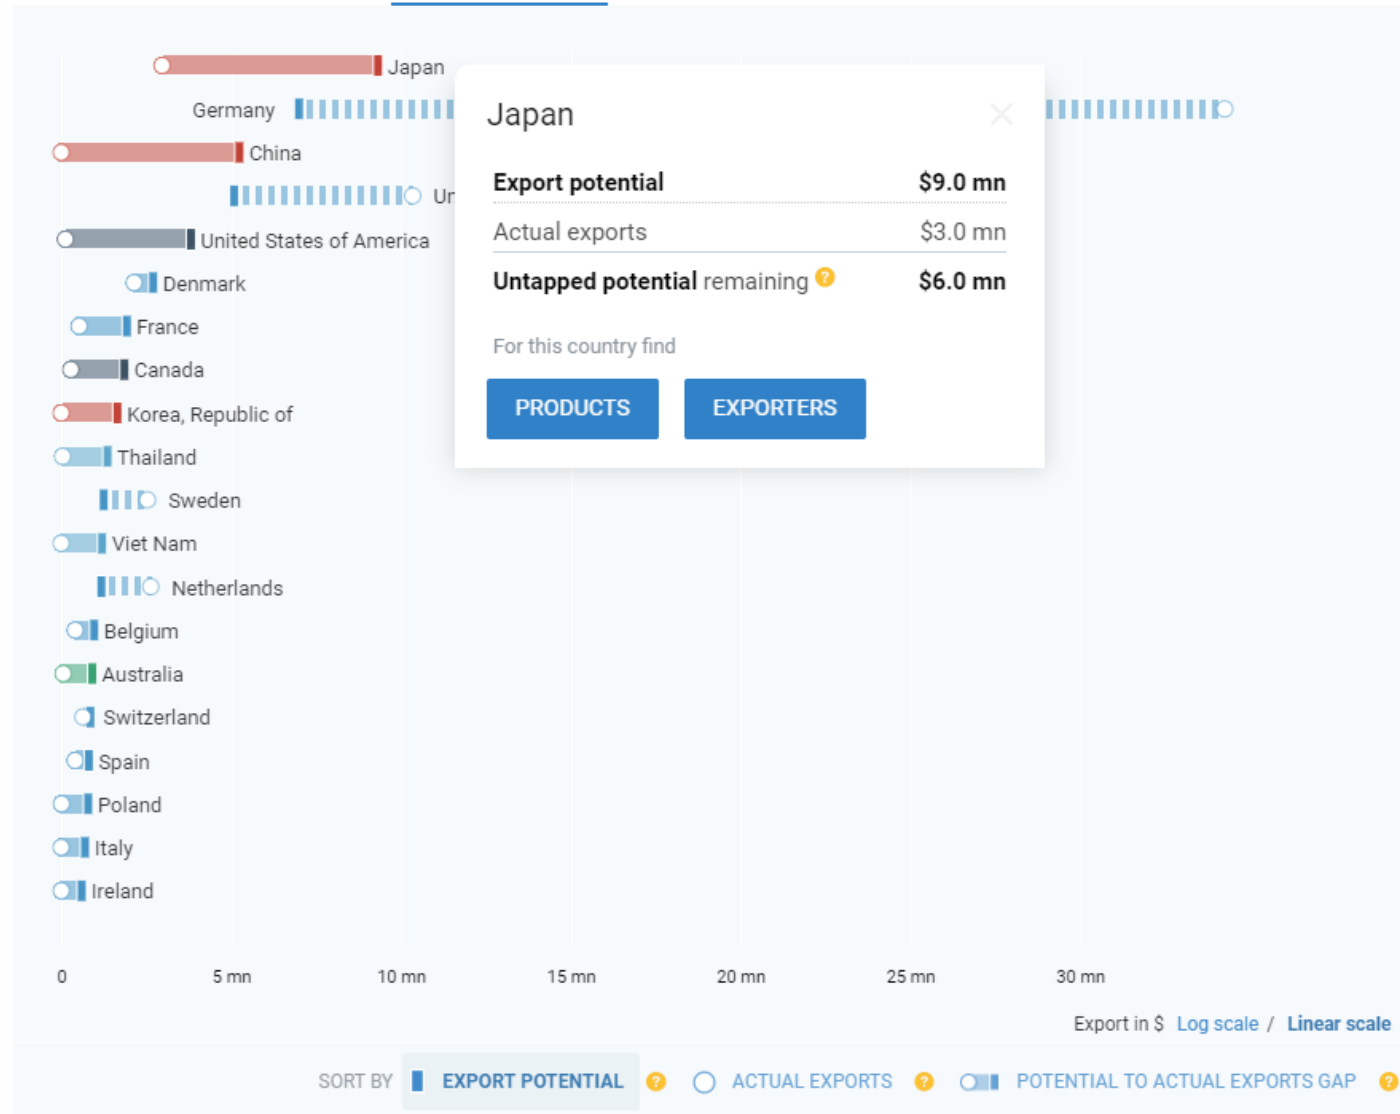 Japan
Germany
China
Un
United States of America
Denmark
France
Canada
Korea, Republic of
Thailand
Sweden
Viet Nam
Netherlands
Belgium
Australia
Switzerland
Spain
Poland
Italy
Ireland
Japan
Export potential $9.0 mn
Actual exports $3.0 mn
Untapped potential remaining ? $6.0 mn
For this country find
PRODUCTS EXPORTERS
0 5 mn 10 mn 15 mn 20 mn 25 mn 30 mn
Export in $ Log scale / Linear scale
SORT BY EXPORT POTENTIAL ? ACTUAL EXPORTS ? POTENTIAL TO ACTUAL EXPORTS GAP ?